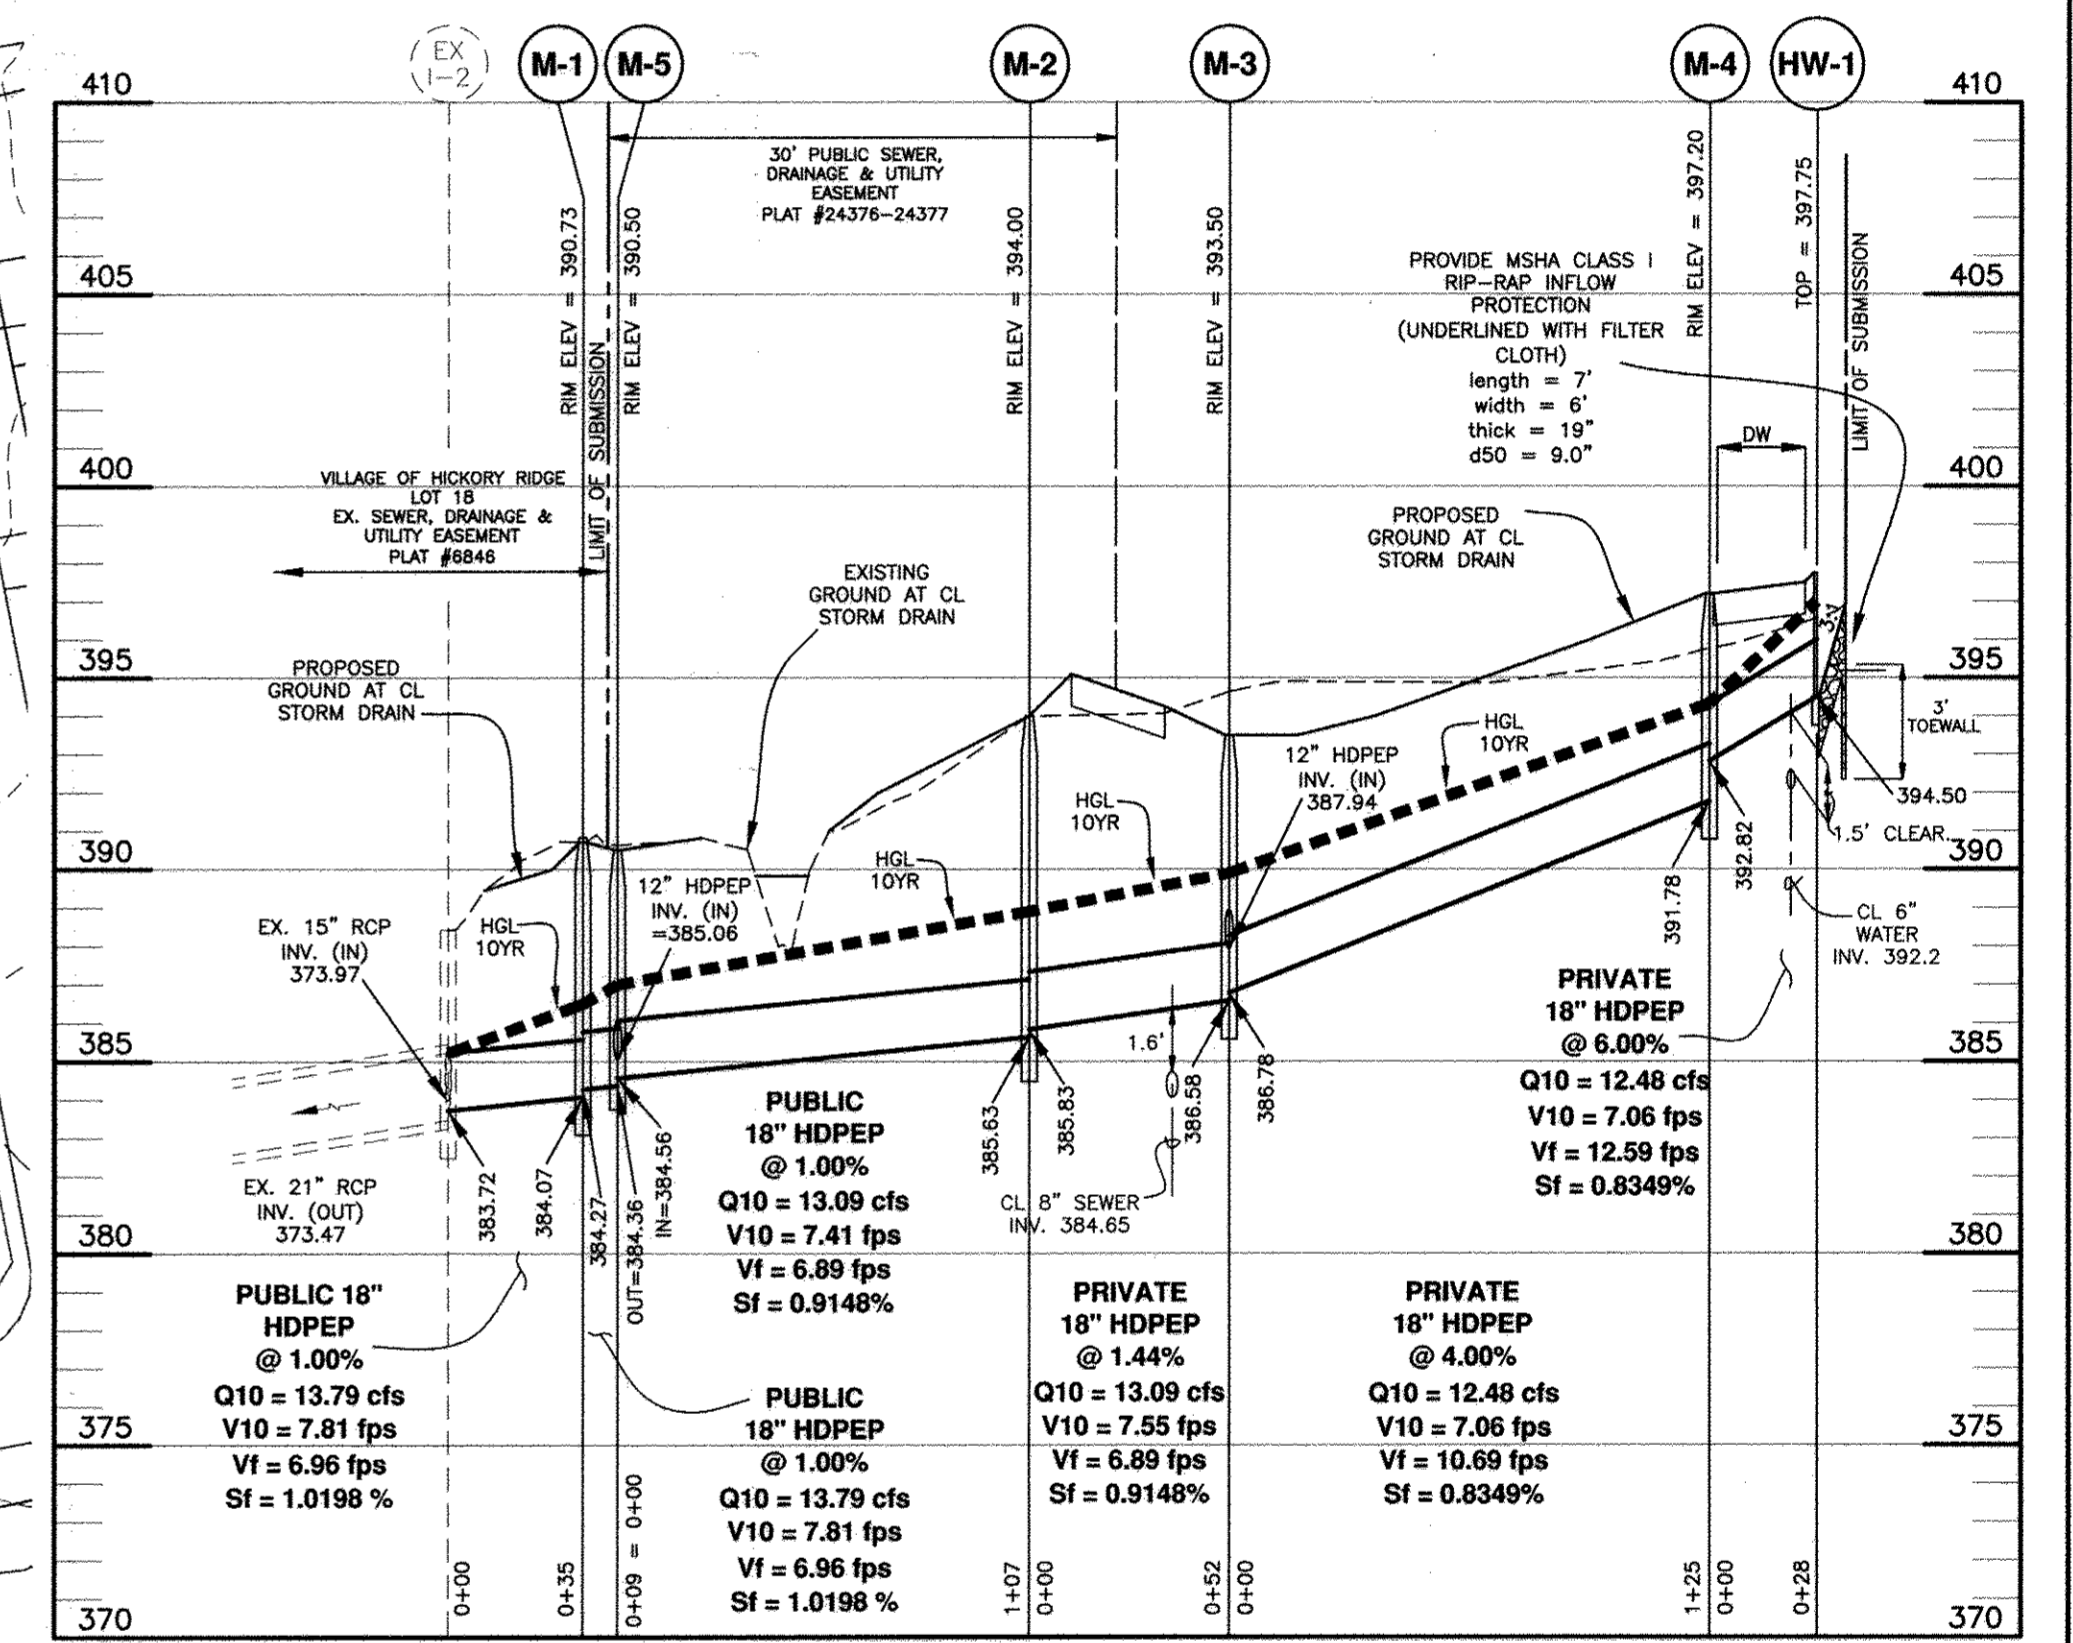 EX
I-2
M-1
M-5
M-2
M-3
M-4
HW-1
410
410
405
405
400
400
395
395
390
390
385
385
380
380
375
375
370
370
30' PUBLIC SEWER,
DRAINAGE & UTILITY
EASEMENT
PLAT #24376-24377
RIM ELEV = 390.73
LIMIT OF SUBMISSION
RIM ELEV = 390.50
RIM ELEV = 394.00
RIM ELEV = 393.50
RIM ELEV = 397.20
TOP = 397.75
LIMIT OF SUBMISSION
PROVIDE MSHA CLASS I
RIP-RAP INFLOW
PROTECTION
(UNDERLINED WITH FILTER
CLOTH)
length = 7'
width = 6'
thick = 19"
d50 = 9.0"
DW
VILLAGE OF HICKORY RIDGE
LOT 18
EX. SEWER, DRAINAGE &
UTILITY EASEMENT
PLAT #6846
EXISTING
GROUND AT CL
STORM DRAIN
PROPOSED
GROUND AT CL
STORM DRAIN
PROPOSED
GROUND AT CL
STORM DRAIN
3'
TOEWALL
394.50
1.5' CLEAR.
CL 6"
WATER
INV. 392.2
HGL
10YR
HGL
10YR
HGL
10YR
HGL
10YR
12" HDPEP
INV. (IN)
387.94
12" HDPEP
INV. (IN)
=385.06
EX. 15" RCP
INV. (IN)
373.97
EX. 21" RCP
INV. (OUT)
373.47
383.72
384.07
384.27
OUT=384.36
IN=384.56
385.63
385.83
1.6'
386.58
386.78
391.78
392.82
CL 8" SEWER
INV. 384.65
PRIVATE
18" HDPEP
@ 6.00%
Q10 = 12.48 cfs
V10 = 7.06 fps
Vf = 12.59 fps
Sf = 0.8349%
PUBLIC
18" HDPEP
@ 1.00%
Q10 = 13.09 cfs
V10 = 7.41 fps
Vf = 6.89 fps
Sf = 0.9148%
PUBLIC 18"
HDPEP
@ 1.00%
Q10 = 13.79 cfs
V10 = 7.81 fps
Vf = 6.96 fps
Sf = 1.0198 %
PUBLIC
18" HDPEP
@ 1.00%
Q10 = 13.79 cfs
V10 = 7.81 fps
Vf = 6.96 fps
Sf = 1.0198 %
PRIVATE
18" HDPEP
@ 1.44%
Q10 = 13.09 cfs
V10 = 7.55 fps
Vf = 6.89 fps
Sf = 0.9148%
PRIVATE
18" HDPEP
@ 4.00%
Q10 = 12.48 cfs
V10 = 7.06 fps
Vf = 10.69 fps
Sf = 0.8349%
0+00
0+35
0+09 = 0+00
1+07
0+00
0+52
0+00
1+25
0+00
0+28